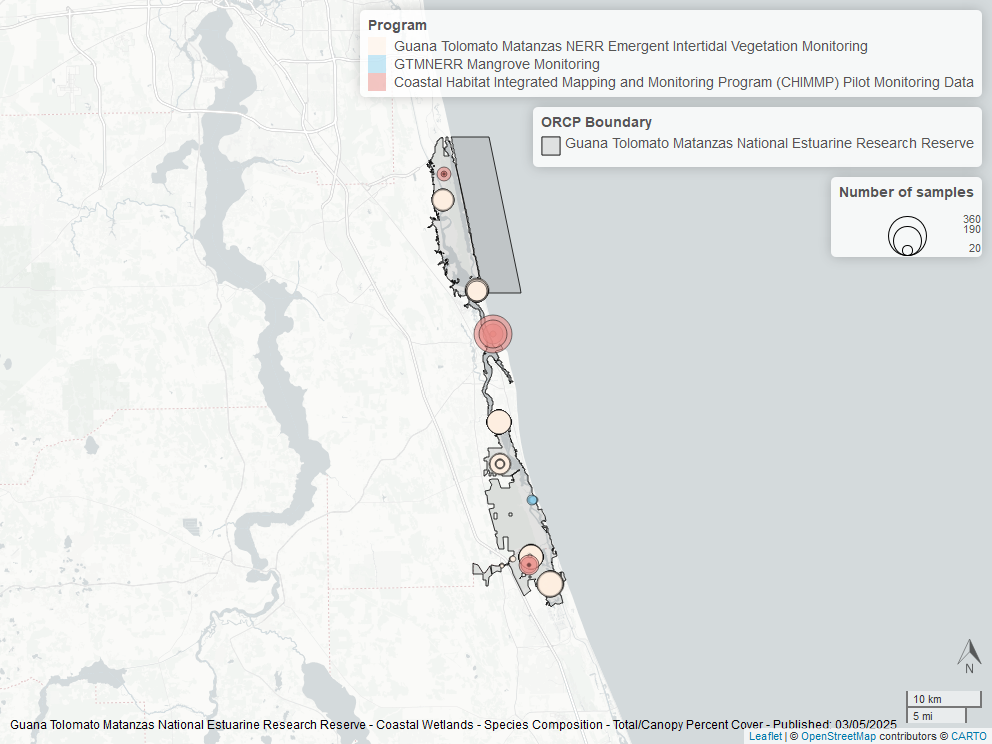 Program
Guana Tolomato Matanzas NERR Emergent Intertidal Vegetation Monitoring
GTMNERR Mangrove Monitoring
Coastal Habitat Integrated Mapping and Monitoring Program (CHIMMP) Pilot Monitoring Data
ORCP Boundary
Guana Tolomato Matanzas National Estuarine Research Reserve
Number of samples
360
190
20
N
10 km
5 mi
Guana Tolomato Matanzas National Estuarine Research Reserve - Coastal Wetlands - Species Composition - Total/Canopy Percent Cover - Published: 03/05/2025
Leaflet | © OpenStreetMap contributors © CARTO